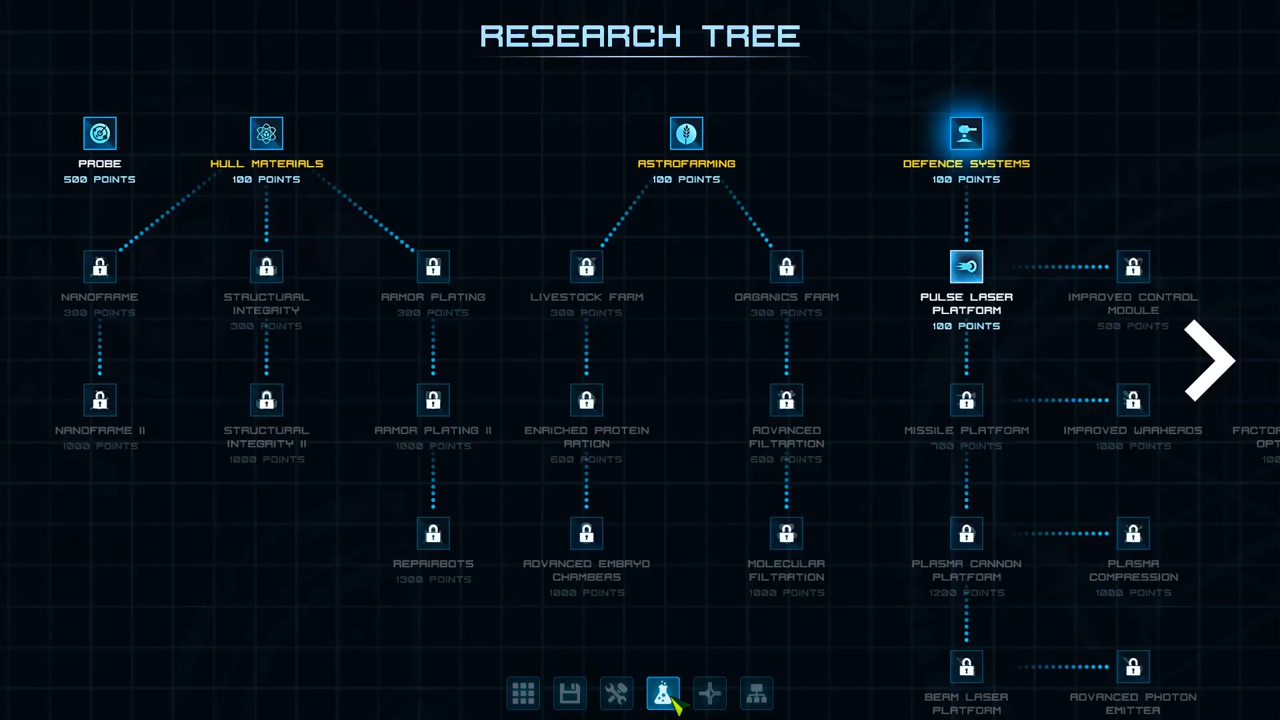 RESEARCH TREE
PROBE
500 POINTS
HULL MATERIALS
100 POINTS
ASTROFARMING
100 POINTS
DEFENCE SYSTEMS
100 POINTS
NANOFRAME
300 POINTS
STRUCTURAL
INTEGRITY
300 POINTS
ARMOR PLATING
300 POINTS
LIVESTOCK FARM
300 POINTS
ORGANICS FARM
300 POINTS
PULSE LASER
PLATFORM
100 POINTS
IMPROVED CONTROL
MODULE
500 POINTS
NANOFRAME II
1000 POINTS
STRUCTURAL
INTEGRITY II
1000 POINTS
ARMOR PLATING II
1000 POINTS
ENRICHED PROTEIN
RATION
600 POINTS
ADVANCED
FILTRATION
600 POINTS
MISSILE PLATFORM
700 POINTS
IMPROVED WARHEADS
FACTOR
OPT
100
REPAIRBOTS
1300 POINTS
ADVANCED EMBRYO
CHAMBERS
1000 POINTS
MOLECULAR
FILTRATION
1000 POINTS
PLASMA CANNON
PLATFORM
1200 POINTS
PLASMA
COMPRESSION
1000 POINTS
BEAM LASER
PLATFORM
ADVANCED PHOTON
EMITTER